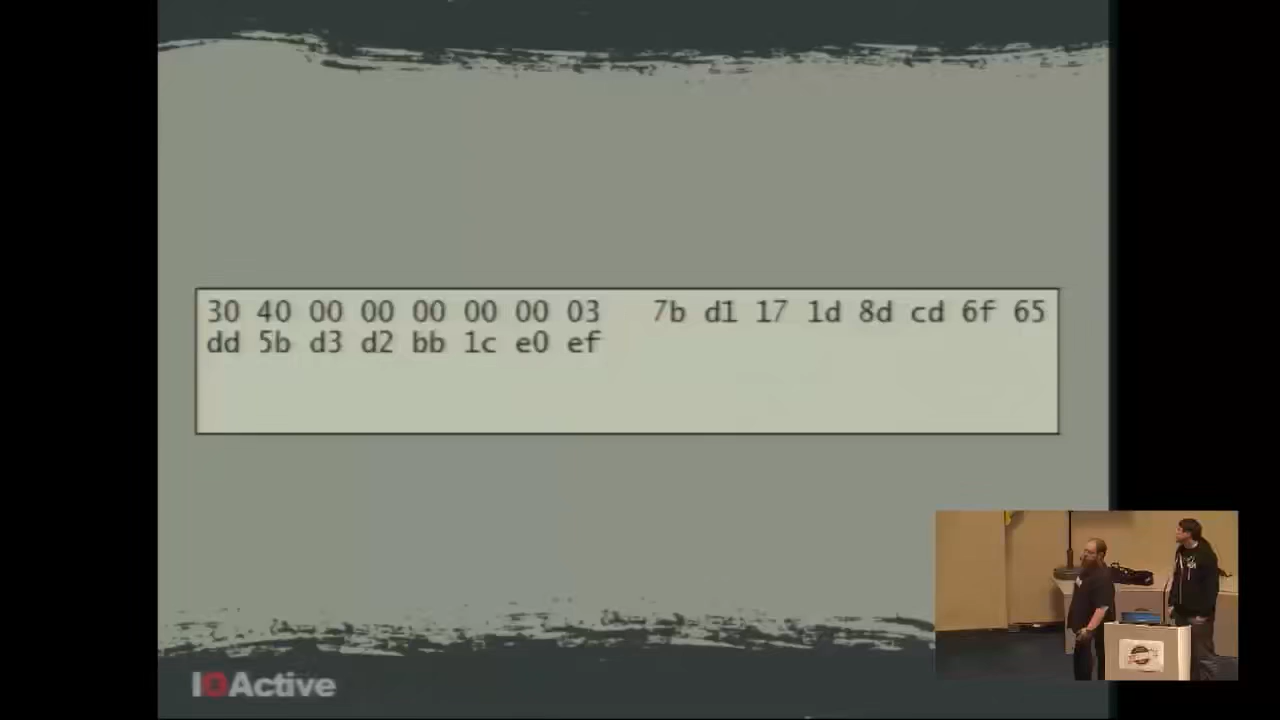 30 40 00 00 00 00 00 03 7b d1 17 1d 8d cd 6f 65
dd 5b d3 d2 bb 1c e0 ef
IOActive